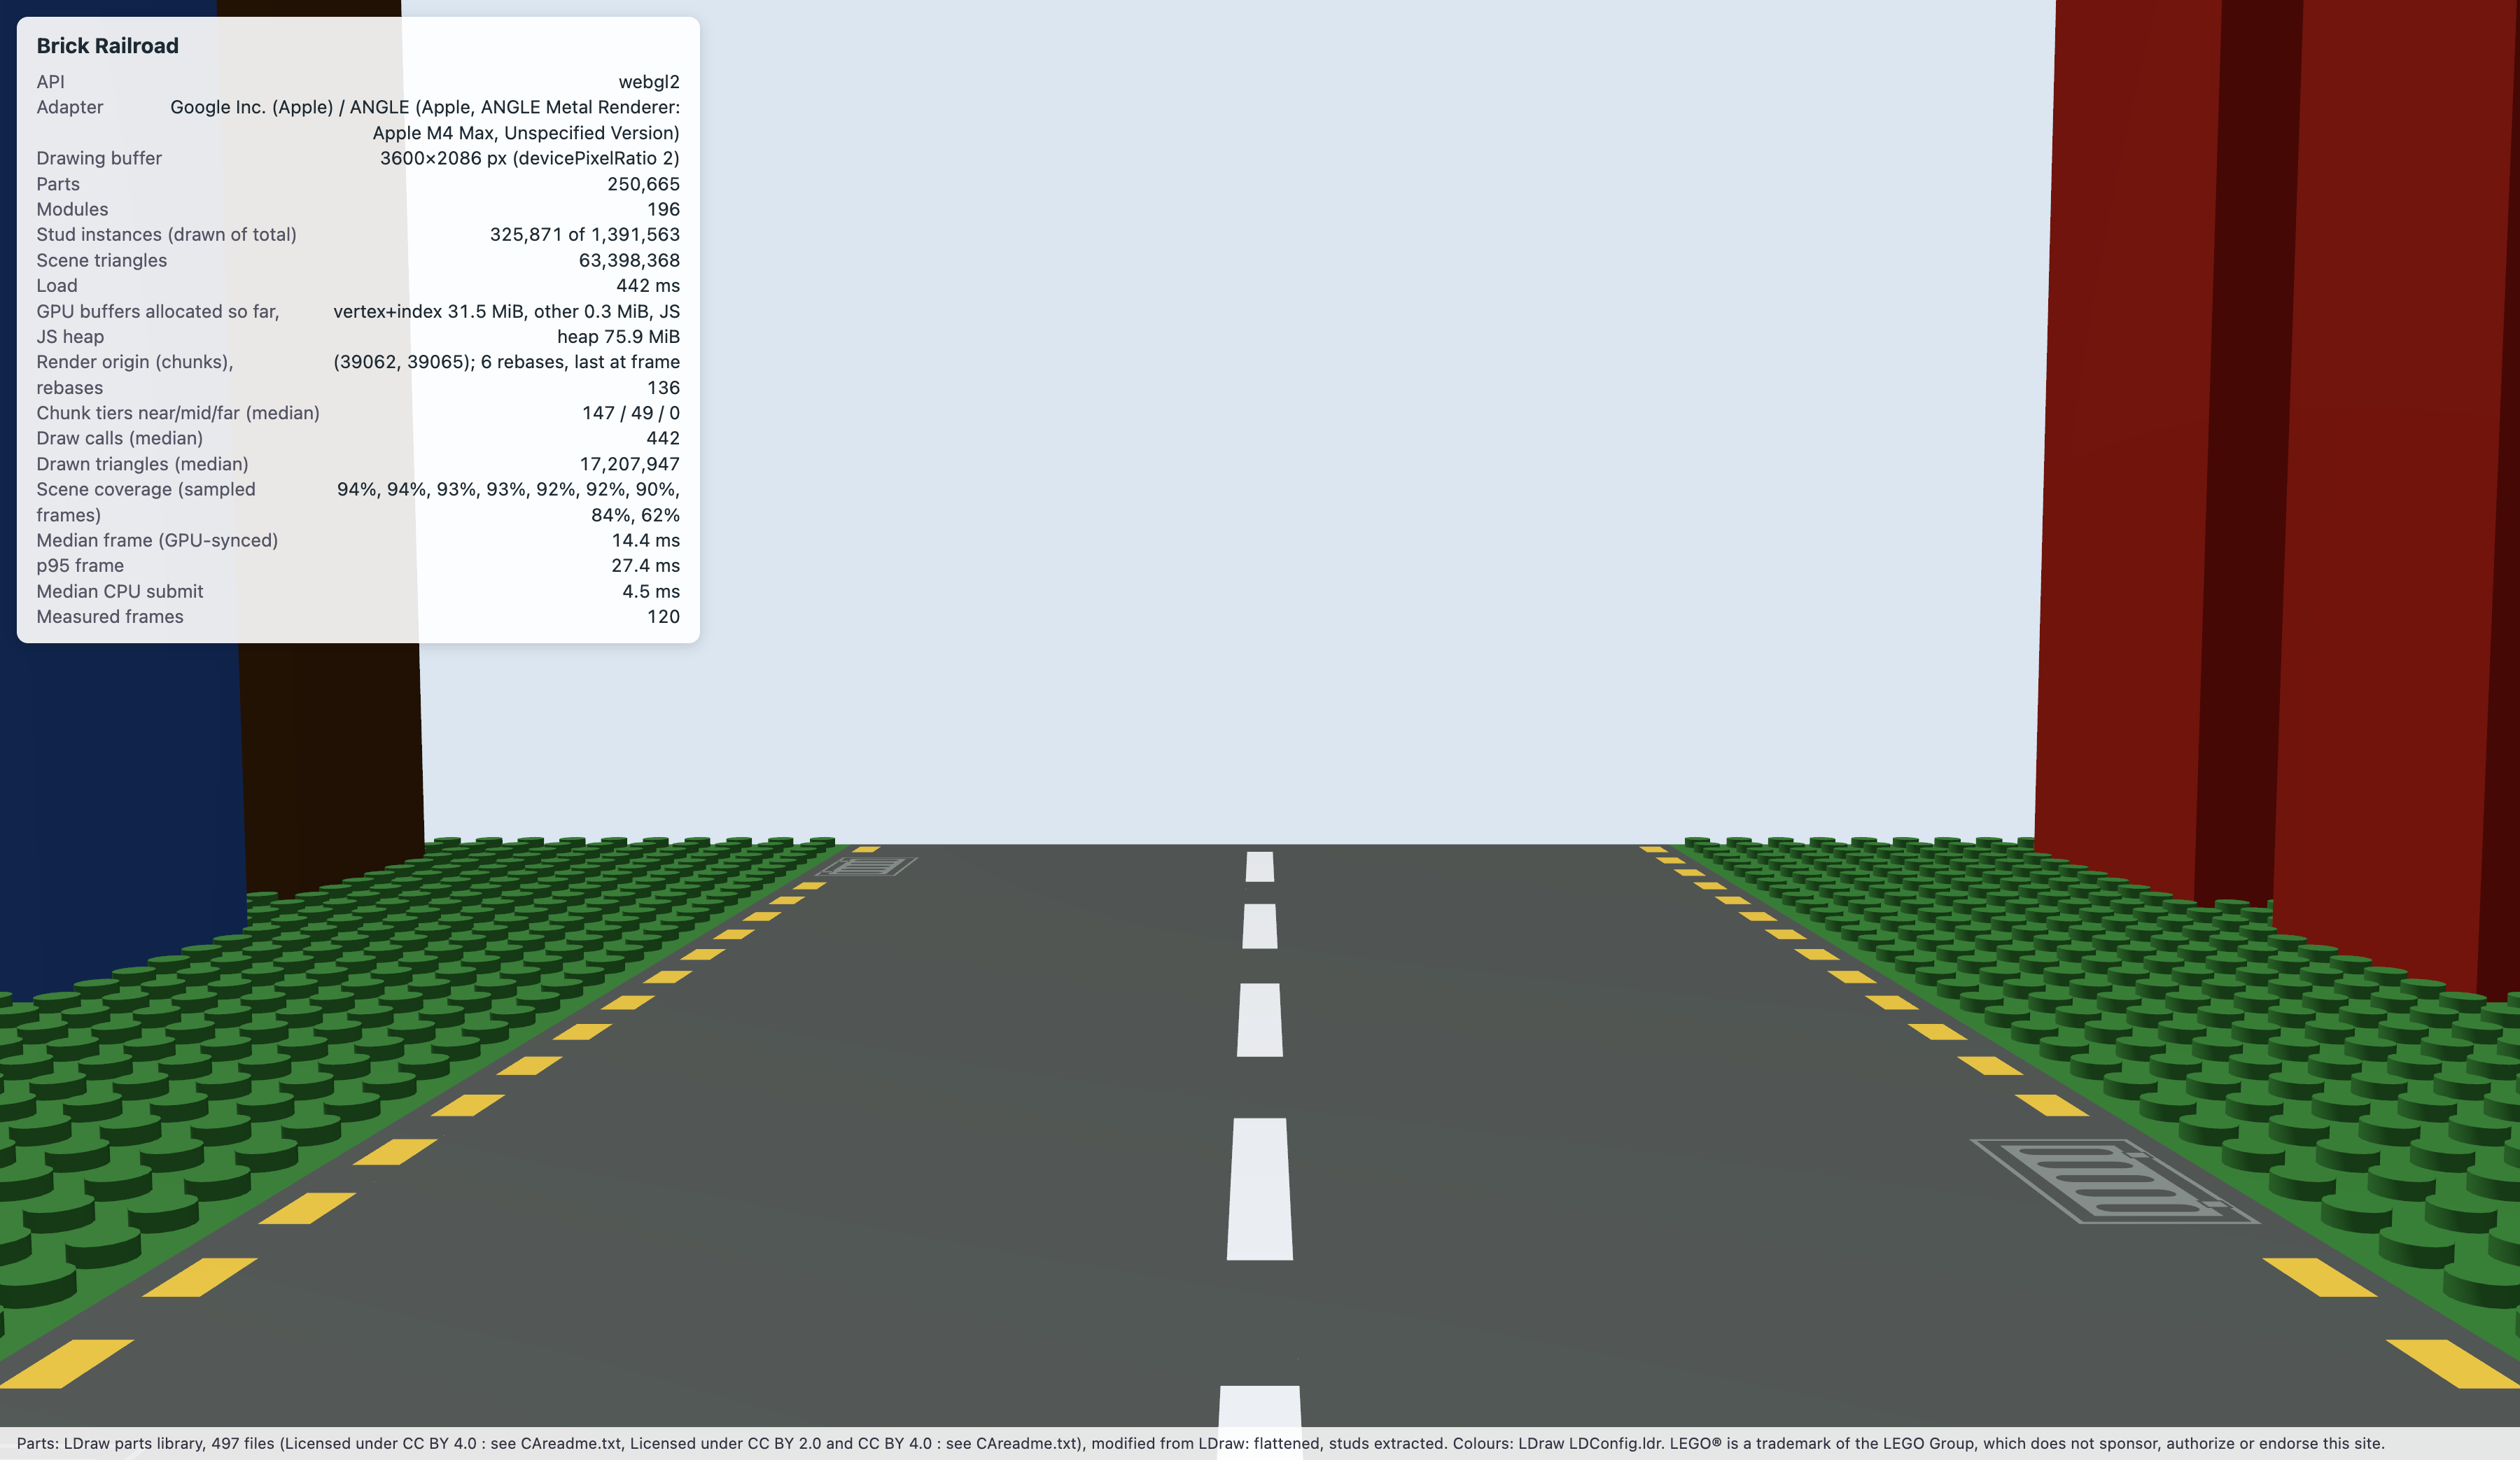 Brick Railroad
API webgl2
Adapter Google Inc. (Apple) / ANGLE (Apple, ANGLE Metal Renderer:
Apple M4 Max, Unspecified Version)
Drawing buffer 3600×2086 px (devicePixelRatio 2)
Parts 250,665
Modules 196
Stud instances (drawn of total) 325,871 of 1,391,563
Scene triangles 63,398,368
Load 442 ms
GPU buffers allocated so far, vertex+index 31.5 MiB, other 0.3 MiB, JS
JS heap heap 75.9 MiB
Render origin (chunks), (39062, 39065); 6 rebases, last at frame
rebases 136
Chunk tiers near/mid/far (median) 147 / 49 / 0
Draw calls (median) 442
Drawn triangles (median) 17,207,947
Scene coverage (sampled 94%, 94%, 93%, 93%, 92%, 92%, 90%,
frames) 84%, 62%
Median frame (GPU-synced) 14.4 ms
p95 frame 27.4 ms
Median CPU submit 4.5 ms
Measured frames 120
Parts: LDraw parts library, 497 files (Licensed under CC BY 4.0 : see CAreadme.txt, Licensed under CC BY 2.0 and CC BY 4.0 : see CAreadme.txt), modified from LDraw: flattened, studs extracted. Colours: LDraw LDConfig.ldr. LEGO® is a trademark of the LEGO Group, which does not sponsor, authorize or endorse this site.